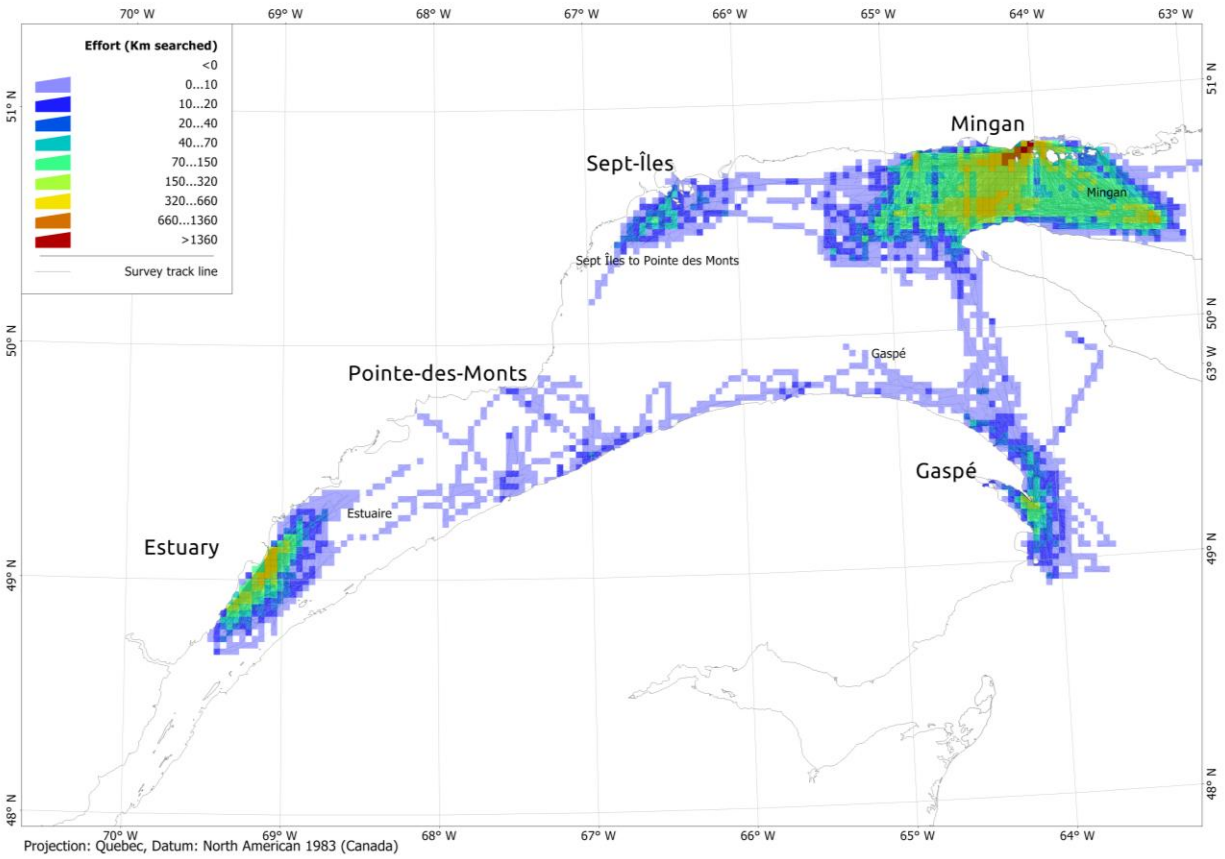 70° W
69° W
68° W
67° W
66° W
65° W
64° W
63° W
Effort (Km searched)
<0
0...10
10...20
20...40
40...70
70...150
150...320
320...660
660...1360
>1360
Survey track line
51° N
51° N
Mingan
Sept-Îles
Mingan
Sept Îles to Pointe des Monts
50° N
50° N
Gaspé
63° W
Pointe-des-Monts
Gaspé
Estuaire
Estuary
49° N
49° N
48° N
48° N
70° W
69° W
68° W
67° W
66° W
65° W
64° W
Projection: Quebec, Datum: North American 1983 (Canada)